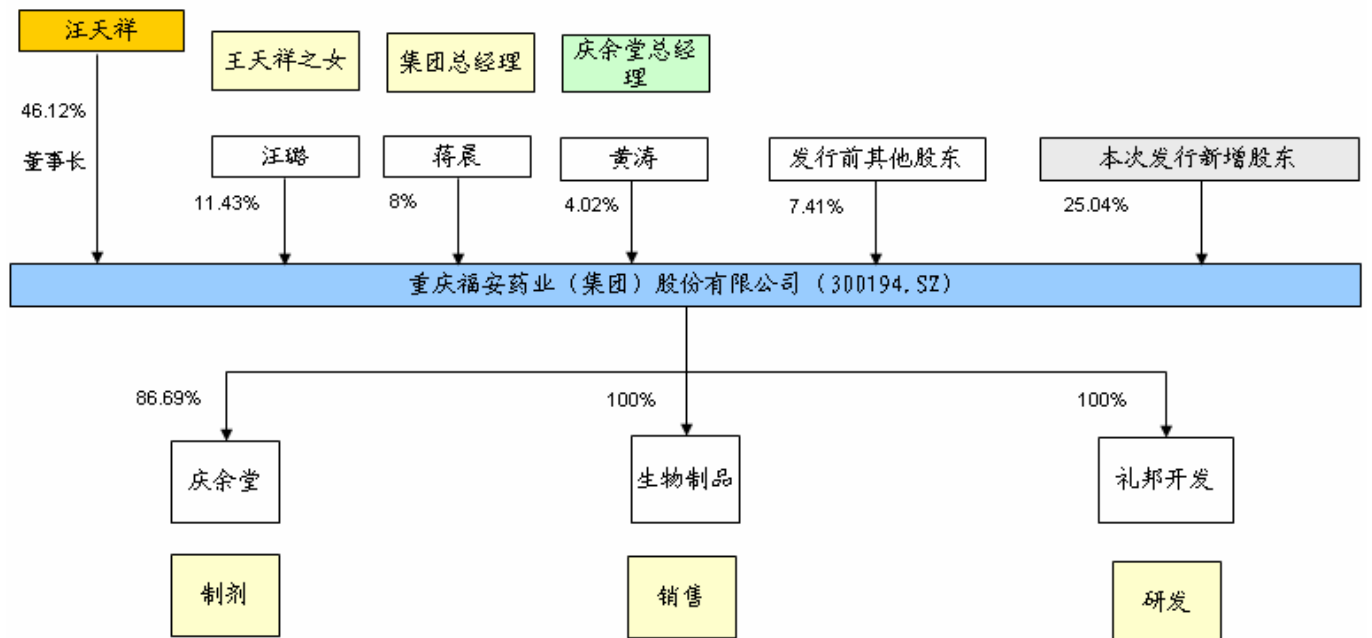 汪天祥
王天祥之女
集团总经理
庆余堂总经
理
46.12%
董事长
汪璐
蒋晨
黄涛
发行前其他股东
本次发行新增股东
11.43%
8%
4.02%
7.41%
25.04%
重庆福安药业（集团）股份有限公司（300194.SZ）
86.69%
100%
100%
庆余堂
生物制品
礼邦开发
制剂
销售
研发